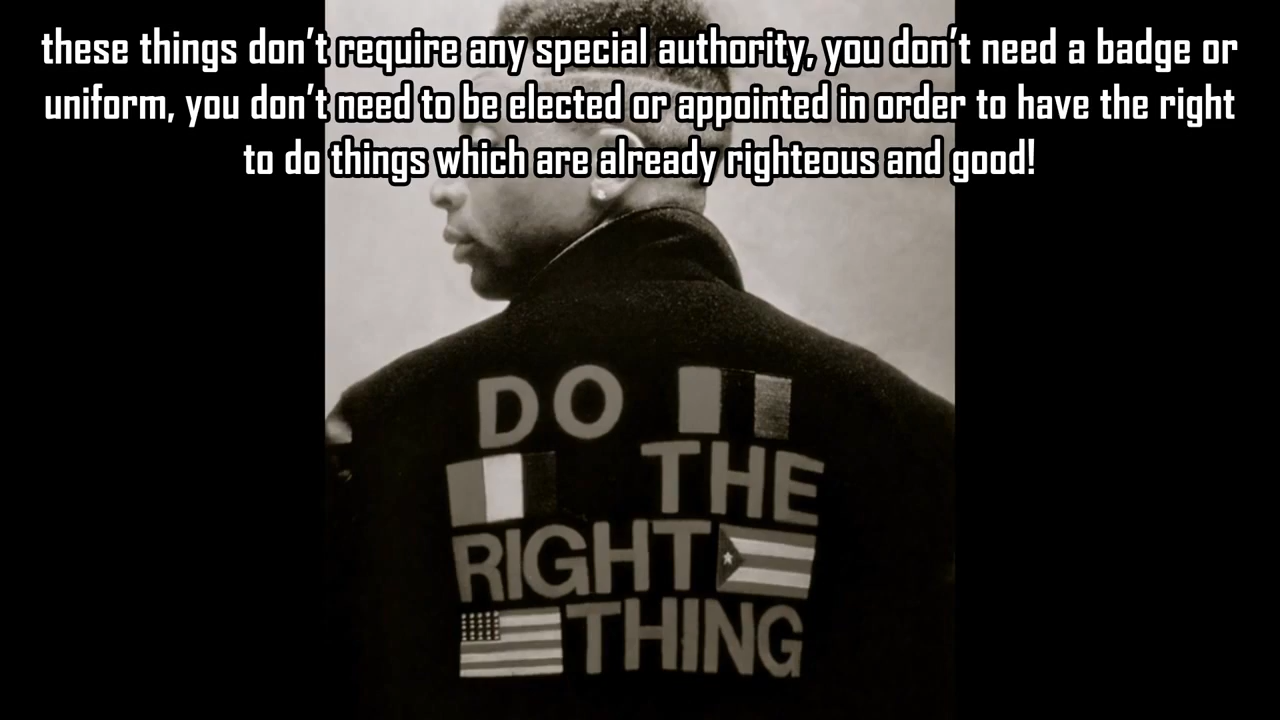 these things don’t require any special authority, you don’t need a badge or
uniform, you don’t need to be elected or appointed in order to have the right
to do things which are already righteous and good!
DO
THE
RIGHT
THING